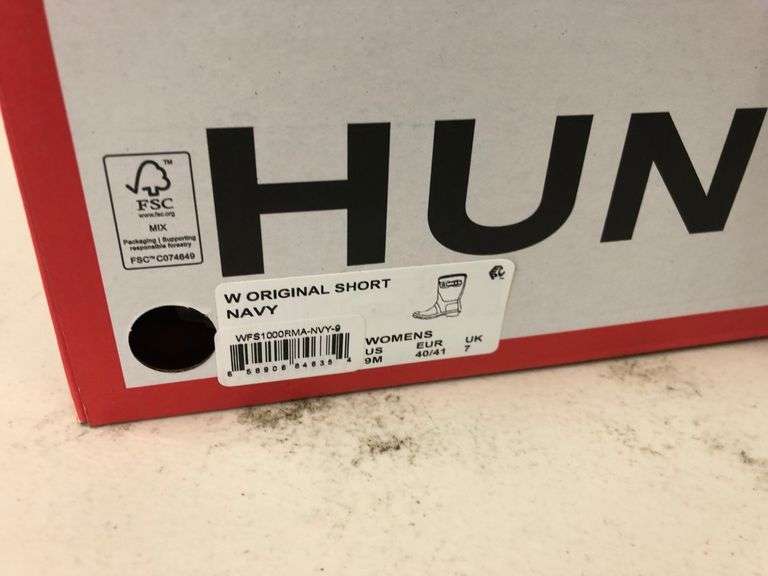 HUN
FSC™
www.fsc.org
MIX
Packaging | Supporting
responsible forestry
FSC™ C074649
W ORIGINAL SHORT
NAVY
WFS1000RMA-NVY-9
WOMENS
US EUR UK
9M 40/41 7